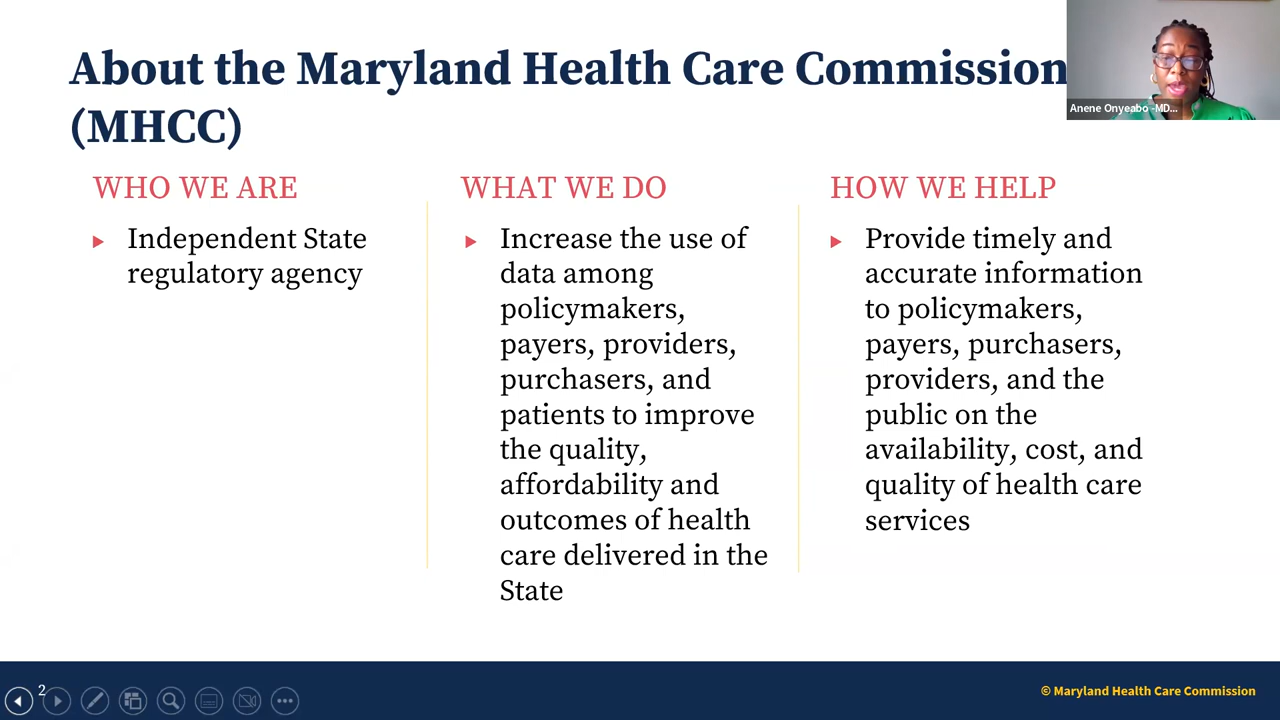 About the Maryland Health Care Commission
(MHCC)
Anene Onyeabo -MD...
WHO WE ARE
Independent State
regulatory agency
WHAT WE DO
Increase the use of
data among
policymakers,
payers, providers,
purchasers, and
patients to improve
the quality,
affordability and
outcomes of health
care delivered in the
State
HOW WE HELP
Provide timely and
accurate information
to policymakers,
payers, purchasers,
providers, and the
public on the
availability, cost, and
quality of health care
services
2
© Maryland Health Care Commission